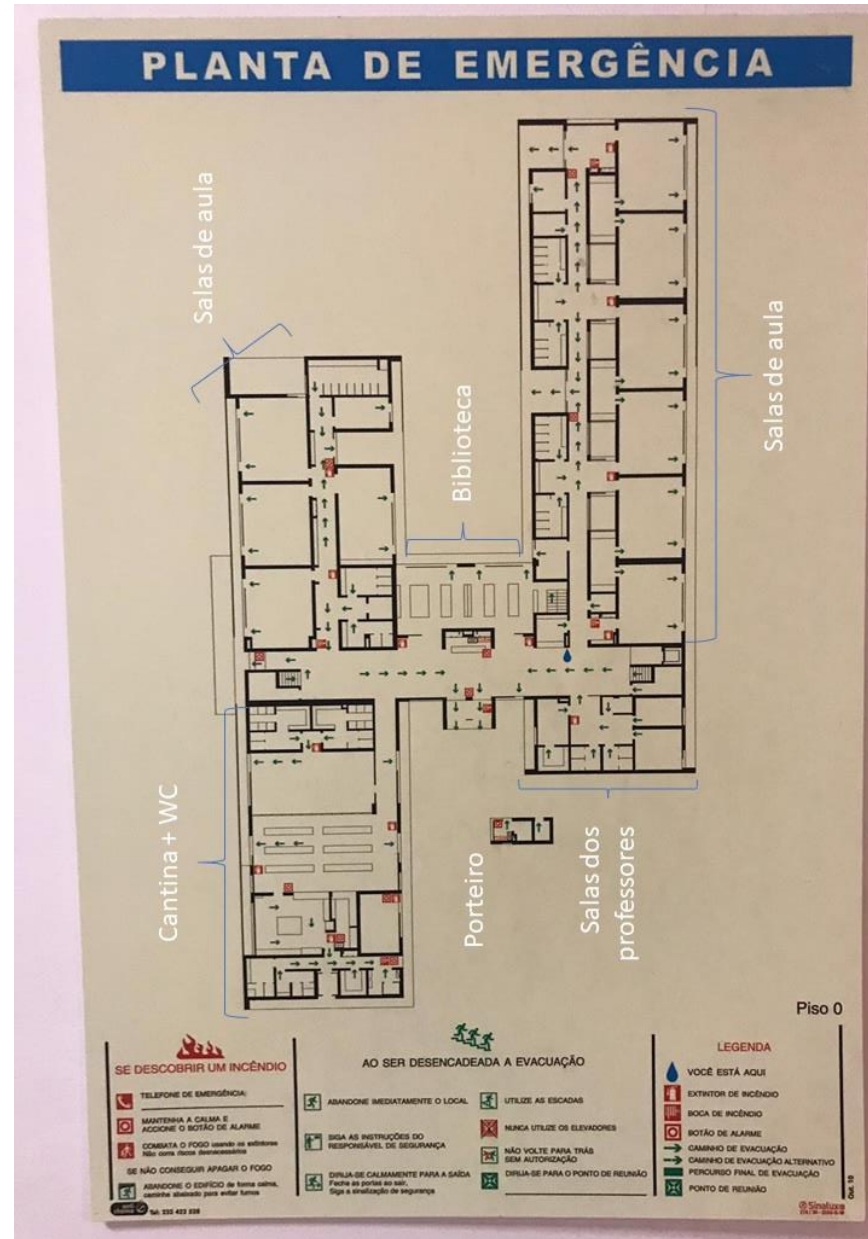 PLANTA DE EMERGÊNCIA
Salas de aula
Biblioteca
Salas de aula
Cantina + WC
Porteiro
Salas dos
professores
Piso 0
SE DESCOBRIR UM INCÊNDIO
TELEFONE DE EMERGÊNCIA:
MANTENHA A CALMA E
ACCIONE O BOTÃO DE ALARME
COMBATA O FOGO usando os extintores
Não corra riscos desnecessários
SE NÃO CONSEGUIR APAGAR O FOGO
ABANDONE O EDIFÍCIO de forma calma,
caminhe abaixado para evitar fumos
Tel: 233 423 238
AO SER DESENCADEADA A EVACUAÇÃO
ABANDONE IMEDIATAMENTE O LOCAL
SIGA AS INSTRUÇÕES DO
RESPONSÁVEL DE SEGURANÇA
DIRIJA-SE CALMAMENTE PARA A SAÍDA
Feche as portas ao sair,
Siga a sinalização de segurança
UTILIZE AS ESCADAS
NUNCA UTILIZE OS ELEVADORES
NÃO VOLTE PARA TRÁS
SEM AUTORIZAÇÃO
DIRIJA-SE PARA O PONTO DE REUNIÃO
LEGENDA
VOCÊ ESTÁ AQUI
EXTINTOR DE INCÊNDIO
BOCA DE INCÊNDIO
BOTÃO DE ALARME
CAMINHO DE EVACUAÇÃO
CAMINHO DE EVACUAÇÃO ALTERNATIVO
PERCURSO FINAL DE EVACUAÇÃO
PONTO DE REUNIÃO
Out. 10
Sinalux